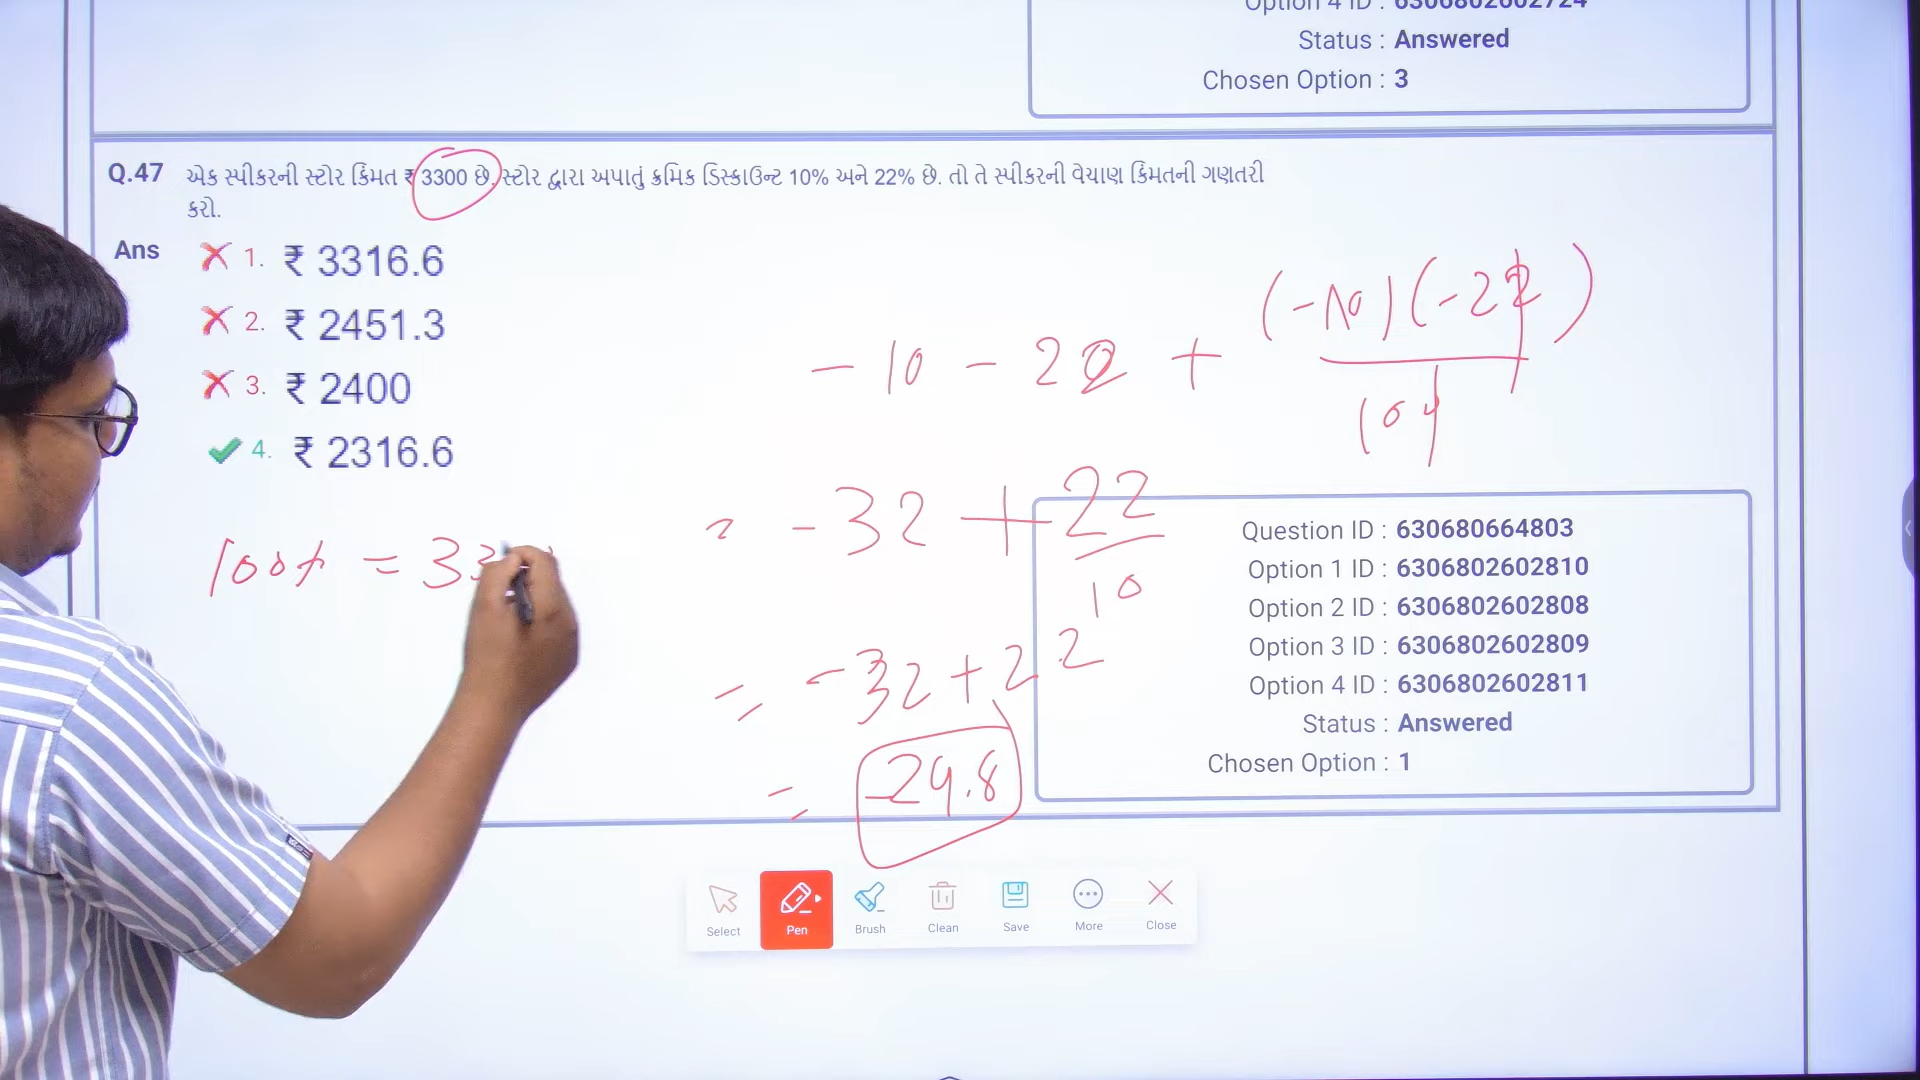 Option 4 ID : 6306802602724
Status : Answered
Chosen Option : 3
Q.47 એક સ્પીકરની સ્ટોર કિંમત ₹ 3300 છે. સ્ટોર દ્વારા અપાતું ક્રમિક ડિસ્કાઉન્ટ 10% અને 22% છે. તો તે સ્પીકરની વેચાણ કિંમતની ગણતરી
કરો.
Ans
1. ₹ 3316.6
2. ₹ 2451.3
3. ₹ 2400
4. ₹ 2316.6
100% = 33
(-10)(-22)
-10 - 22 +
100
= -32 + 22
10
= -32 + 2.2
= -29.8
Question ID : 630680664803
Option 1 ID : 6306802602810
Option 2 ID : 6306802602808
Option 3 ID : 6306802602809
Option 4 ID : 6306802602811
Status : Answered
Chosen Option : 1
Select Pen Brush Clean Save More Close